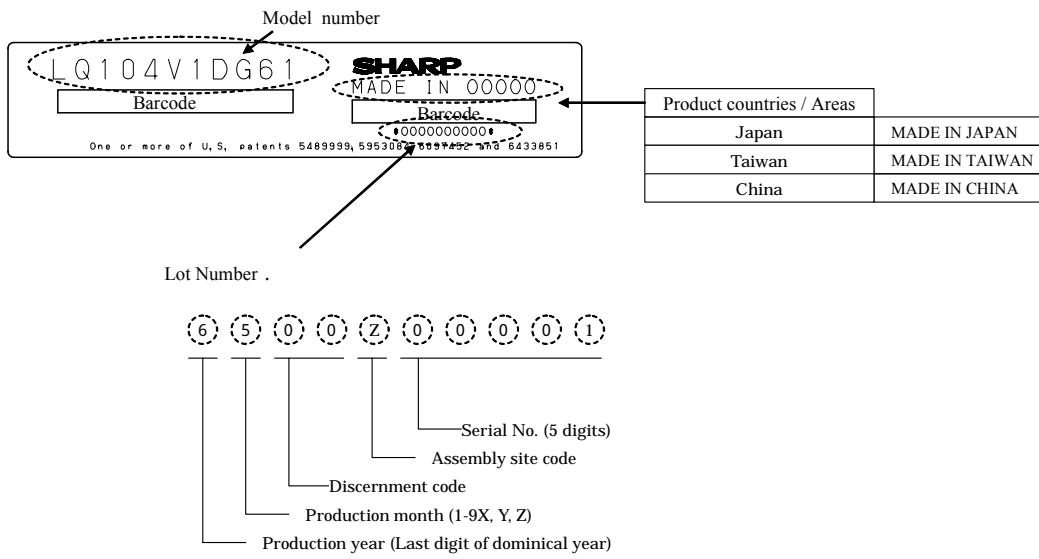 Model number
LQ104V1DG61
SHARP
MADE IN 00000
Barcode
Barcode
*0000000000*
One or more of U,S, patents 5489999, and 6433851
Product countries / Areas
Japan MADE IN JAPAN
Taiwan MADE IN TAIWAN
China MADE IN CHINA
Lot Number .
6 5 0 0 Z 0 0 0 0 1
Serial No. (5 digits)
Assembly site code
Discernment code
Production month (1-9X, Y, Z)
Production year (Last digit of dominical year)